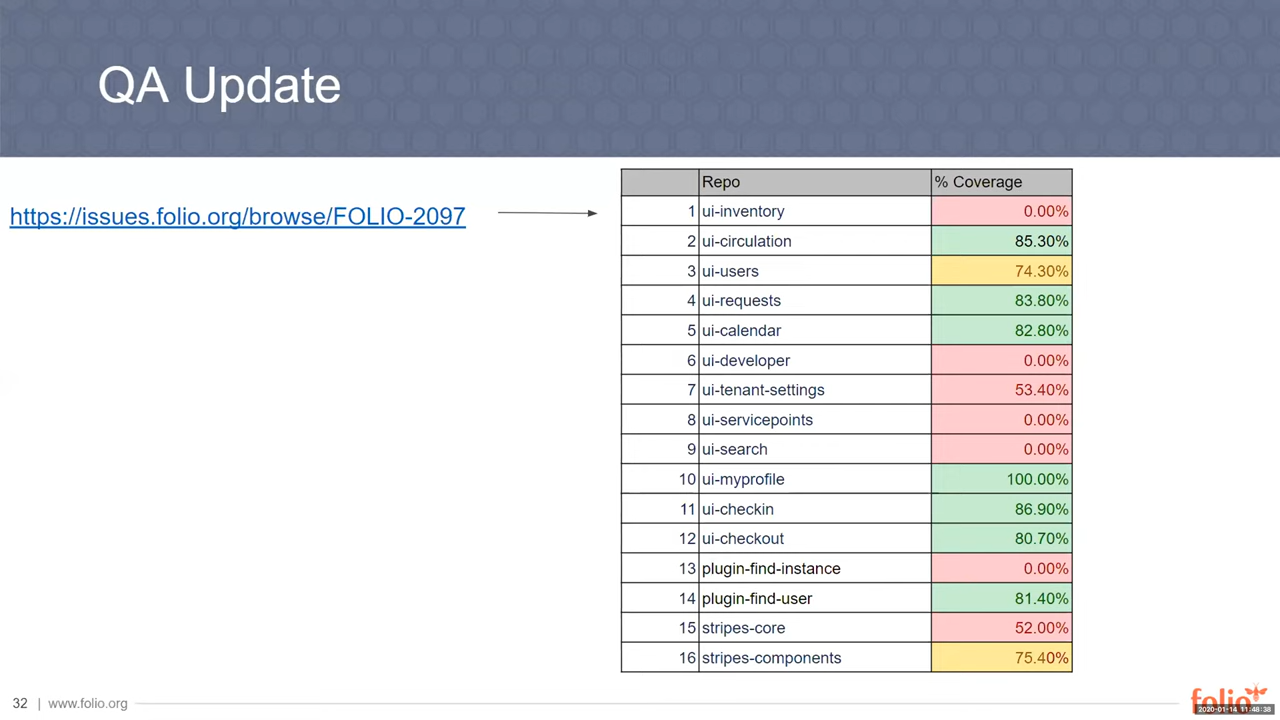 QA Update
https://issues.folio.org/browse/FOLIO-2097
Repo % Coverage
1 ui-inventory 0.00%
2 ui-circulation 85.30%
3 ui-users 74.30%
4 ui-requests 83.80%
5 ui-calendar 82.80%
6 ui-developer 0.00%
7 ui-tenant-settings 53.40%
8 ui-servicepoints 0.00%
9 ui-search 0.00%
10 ui-myprofile 100.00%
11 ui-checkin 86.90%
12 ui-checkout 80.70%
13 plugin-find-instance 0.00%
14 plugin-find-user 81.40%
15 stripes-core 52.00%
16 stripes-components 75.40%
32 | www.folio.org
folio
2020-01-14 11:48:38